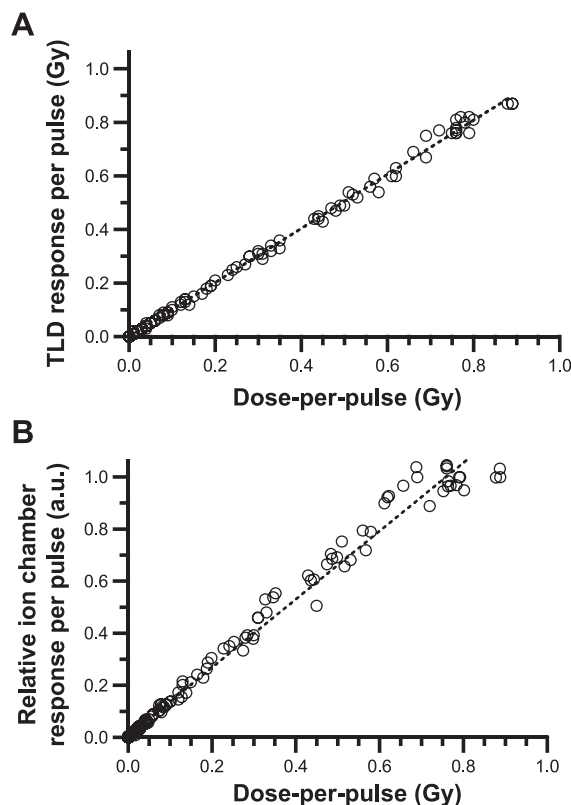 A
TLD response per pulse (Gy)
1.0
0.8
0.6
0.4
0.2
0.0
0.0 0.2 0.4 0.6 0.8 1.0
Dose-per-pulse (Gy)
B
Relative ion chamber
response per pulse (a.u.)
1.0
0.8
0.6
0.4
0.2
0.0
0.0 0.2 0.4 0.6 0.8 1.0
Dose-per-pulse (Gy)